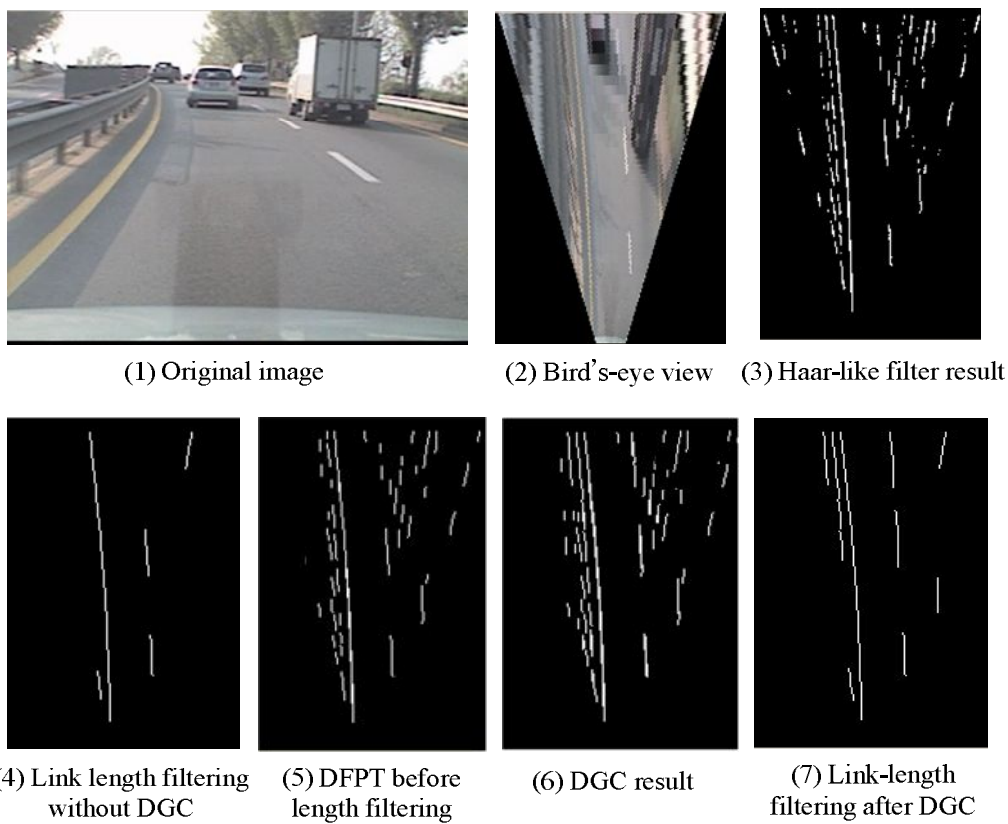 (1) Original image
(2) Bird's-eye view
(3) Haar-like filter result
4) Link length filtering
without DGC
(5) DFPT before
length filtering
(6) DGC result
(7) Link-length
filtering after DGC